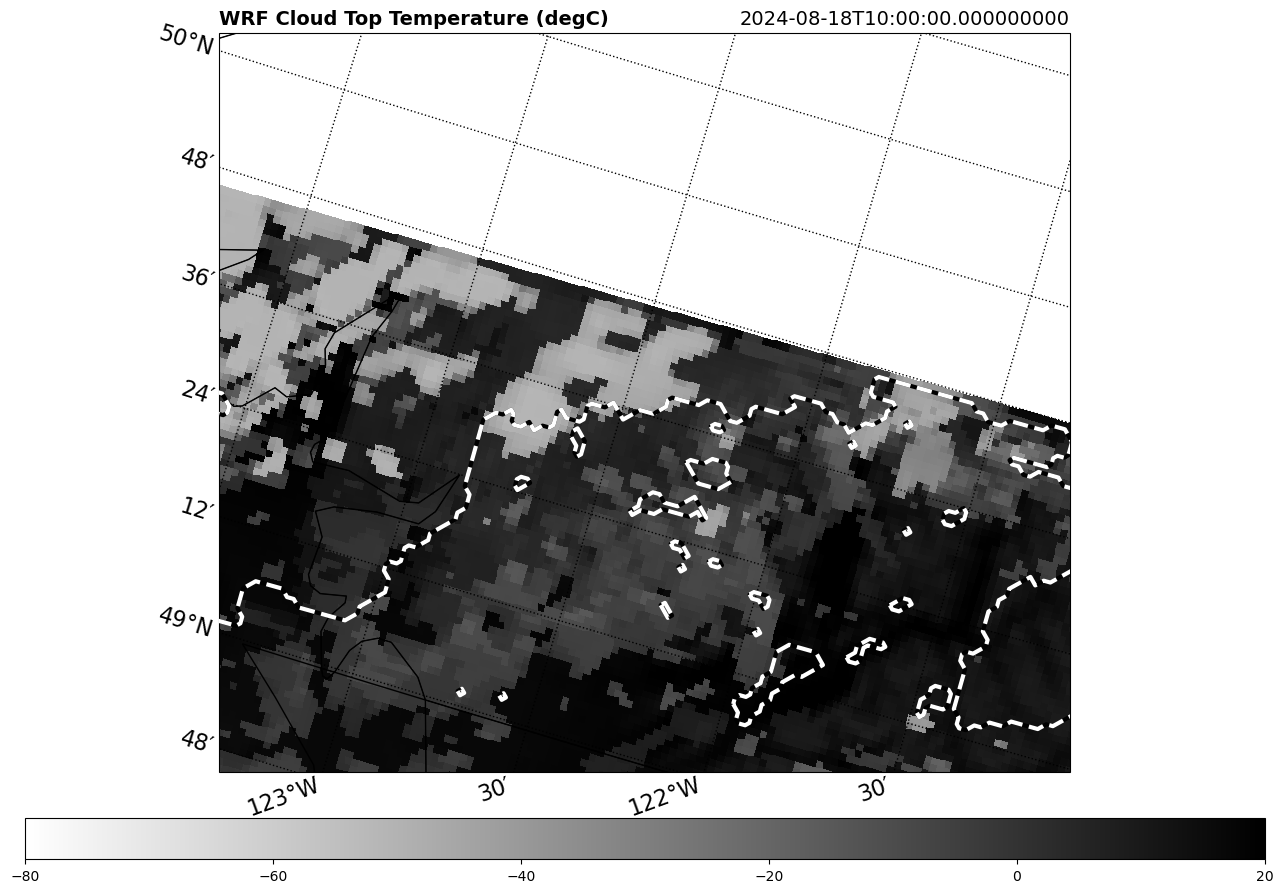 WRF Cloud Top Temperature (degC) 2024-08-18T10:00:00.000000000
50°N
48′
36′
24′
12′
49°N
48′
123°W 30′ 122°W 30′
−80 −60 −40 −20 0 20